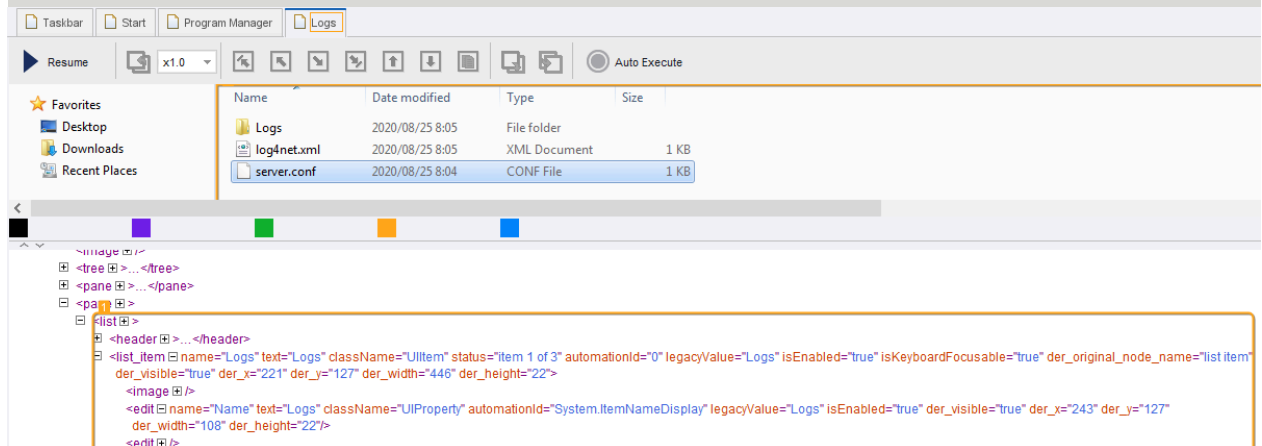 Taskbar Start Program Manager Logs
Resume x1.0 Auto Execute
Favorites
Desktop
Downloads
Recent Places
Name Date modified Type Size
Logs 2020/08/25 8:05 File folder
log4net.xml 2020/08/25 8:05 XML Document 1 KB
server.conf 2020/08/25 8:04 CONF File 1 KB
<image/>
<tree>...</tree>
<pane>...</pane>
<pane>
1
<list>
<header>...</header>
<list_item name="Logs" text="Logs" className="UIItem" status="item 1 of 3" automationId="0" legacyValue="Logs" isEnabled="true" isKeyboardFocusable="true" der_original_node_name="list item"
der_visible="true" der_x="221" der_y="127" der_width="446" der_height="22">
<image/>
<edit name="Name" text="Logs" className="UIProperty" automationId="System.ItemNameDisplay" legacyValue="Logs" isEnabled="true" der_visible="true" der_x="243" der_y="127"
der_width="108" der_height="22"/>
<edit/>